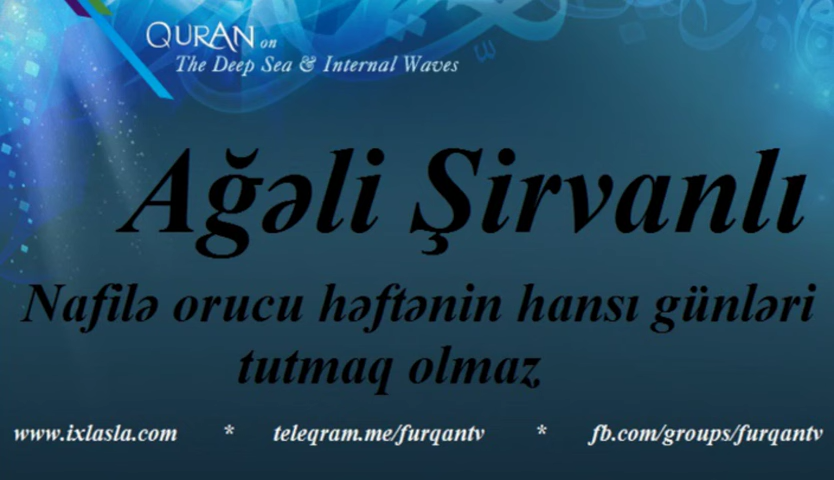 QURAN on
The Deep Sea & Internal Waves
Ağəli Şirvanlı
Nafilə orucu həftənin hansı günləri
tutmaq olmaz
www.ixlasla.com * teleqram.me/furqantv * fb.com/groups/furqantv